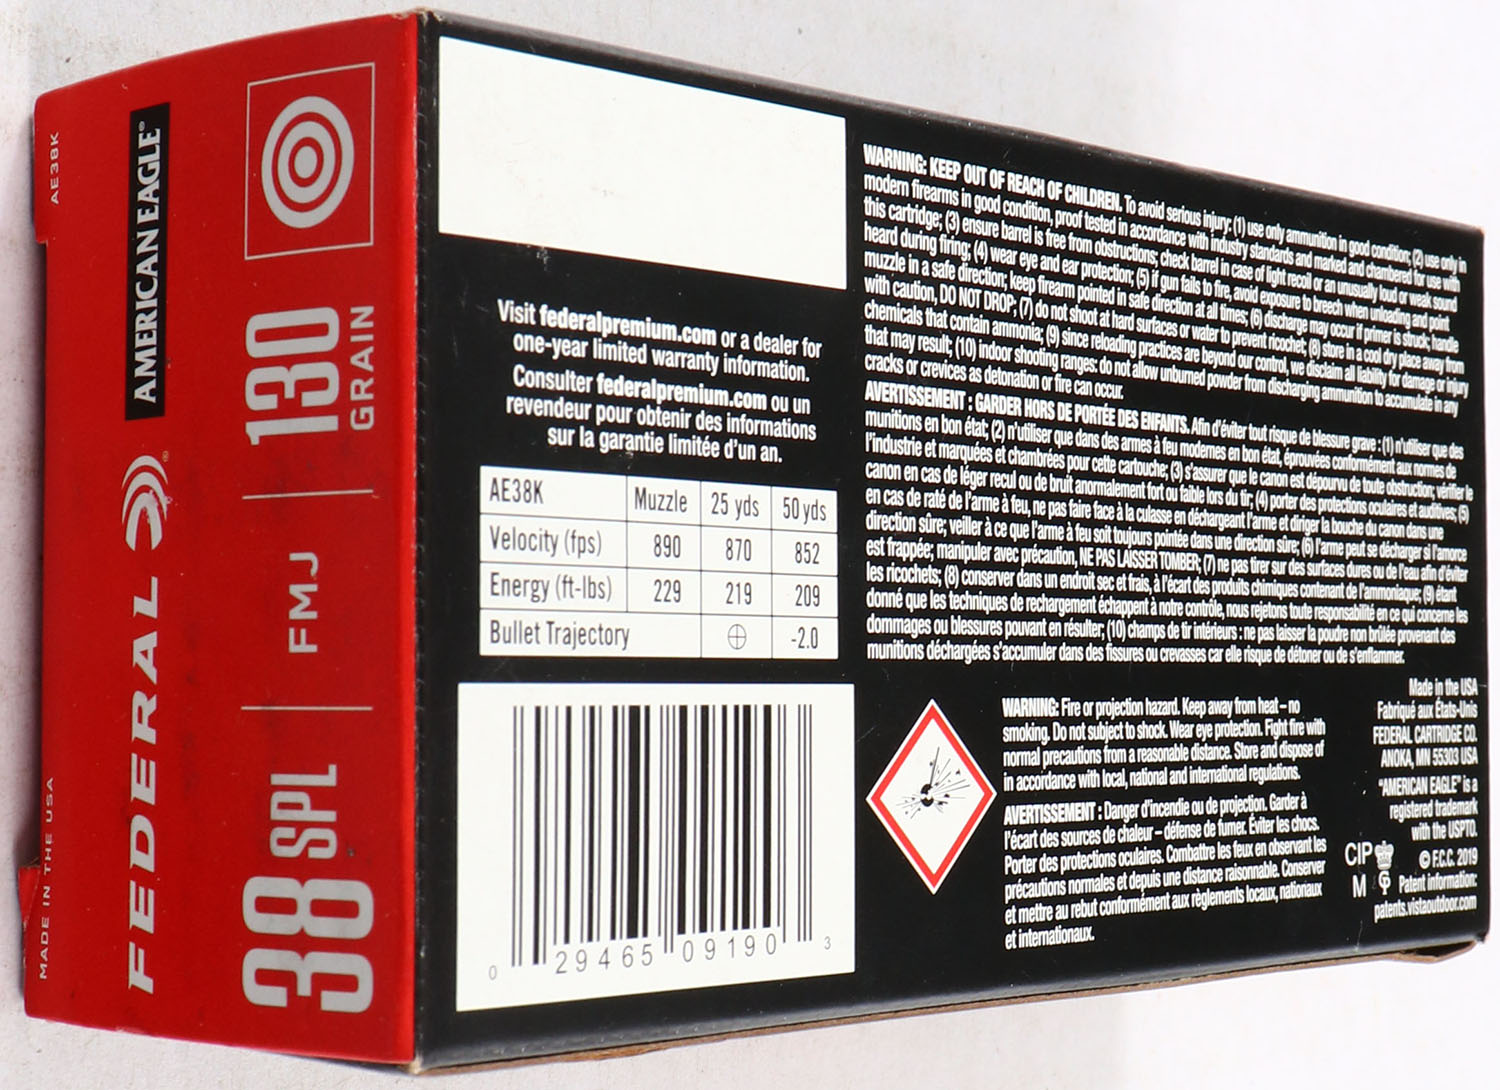 AE38K
MADE IN THE USA
FEDERAL® AMERICAN EAGLE®
38 SPL FMJ 130 GRAIN
Visit federalpremium.com or a dealer for
one-year limited warranty information.
Consulter federalpremium.com ou un
revendeur pour obtenir des informations
sur la garantie limitée d'un an.
AE38K Muzzle 25 yds 50 yds
Velocity (fps) 890 870 852
Energy (ft-lbs) 229 219 209
Bullet Trajectory ⊕ -2.0
0 29465 09190 3
WARNING: KEEP OUT OF REACH OF CHILDREN. To avoid serious injury: (1) use only ammunition in good condition; (2) use only in
modern firearms in good condition, proof tested in accordance with industry standards and marked and chambered for use with
this cartridge; (3) ensure barrel is free from obstructions; check barrel in case of light recoil or an unusually loud or weak sound
heard during firing; (4) wear eye and ear protection; (5) if gun fails to fire, avoid exposure to breech when unloading and point
muzzle in a safe direction; keep firearm pointed in safe direction at all times; (6) discharge may occur if primer is struck; handle
with caution, DO NOT DROP; (7) do not shoot at hard surfaces or water to prevent ricochet; (8) store in a cool dry place away from
chemicals that contain ammonia; (9) since reloading practices are beyond our control, we disclaim all liability for damage or injury
that may result; (10) indoor shooting ranges: do not allow unburned powder from discharging ammunition to accumulate in any
cracks or crevices as detonation or fire can occur.
AVERTISSEMENT : GARDER HORS DE PORTÉE DES ENFANTS. Afin d'éviter tout risque de blessure grave : (1) n'utiliser que des
munitions en bon état; (2) n'utiliser que dans des armes à feu modernes en bon état, éprouvées conformément aux normes de
l'industrie et marquées et chambrées pour cette cartouche; (3) s'assurer que le canon est dépourvu de toute obstruction; vérifier le
canon en cas de léger recul ou de bruit anormalement fort ou faible lors du tir; (4) porter des protections oculaires et auditives; (5)
en cas de raté de l'arme à feu, ne pas faire face à la culasse en déchargeant l'arme et diriger la bouche du canon dans une
direction sûre; veiller à ce que l'arme à feu soit toujours pointée dans une direction sûre; (6) l'arme peut se décharger si l'amorce
est frappée; manipuler avec précaution, NE PAS LAISSER TOMBER; (7) ne pas tirer sur des surfaces dures ou de l'eau afin d'éviter
les ricochets; (8) conserver dans un endroit sec et frais, à l'écart des produits chimiques contenant de l'ammoniaque; (9) étant
donné que les techniques de rechargement échappent à notre contrôle, nous rejetons toute responsabilité en ce qui concerne les
dommages ou blessures pouvant en résulter; (10) champs de tir intérieurs : ne pas laisser la poudre non brûlée provenant des
munitions déchargées s'accumuler dans des fissures ou crevasses car elle risque de détoner ou de s'enflammer.
WARNING: Fire or projection hazard. Keep away from heat – no
smoking. Do not subject to shock. Wear eye protection. Fight fire with
normal precautions from a reasonable distance. Store and dispose of
in accordance with local, national and international regulations.
AVERTISSEMENT : Danger d'incendie ou de projection. Garder à
l'écart des sources de chaleur – défense de fumer. Éviter les chocs.
Porter des protections oculaires. Combattre les feux en observant les
précautions normales et depuis une distance raisonnable. Conserver
et mettre au rebut conformément aux règlements locaux, nationaux
et internationaux.
Made in the USA
Fabriqué aux États-Unis
FEDERAL CARTRIDGE CO.
ANOKA, MN 55303 USA
"AMERICAN EAGLE" is a
registered trademark
with the USPTO.
CIP © F.C.C. 2019
M Patent information:
patents.vistaoutdoor.com